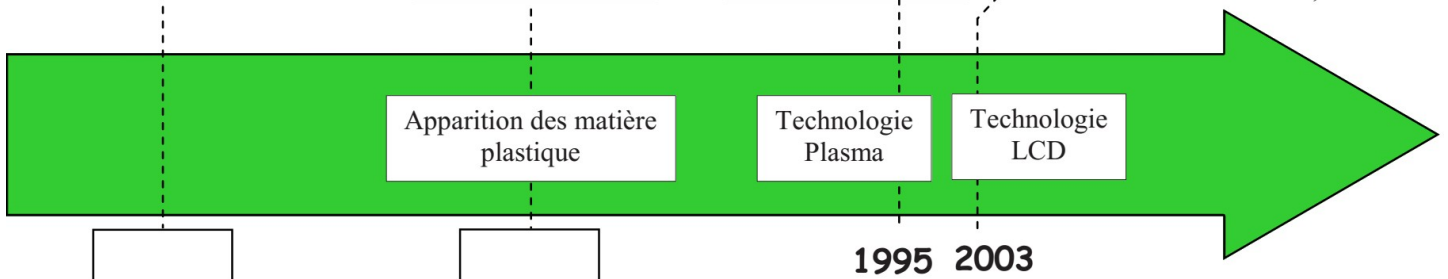 Apparition des matière
plastique
Technologie
Plasma
Technologie
LCD
1995 2003